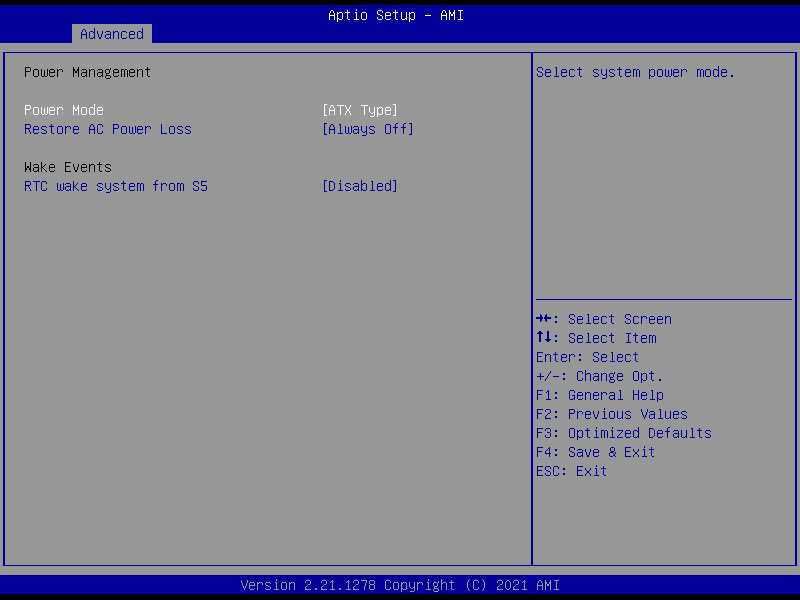 Aptio Setup - AMI
Advanced
Power Management
Select system power mode.
Power Mode [ATX Type]
Restore AC Power Loss [Always Off]
Wake Events
RTC wake system from S5 [Disabled]
→←: Select Screen
↑↓: Select Item
Enter: Select
+/-: Change Opt.
F1: General Help
F2: Previous Values
F3: Optimized Defaults
F4: Save & Exit
ESC: Exit
Version 2.21.1278 Copyright (C) 2021 AMI